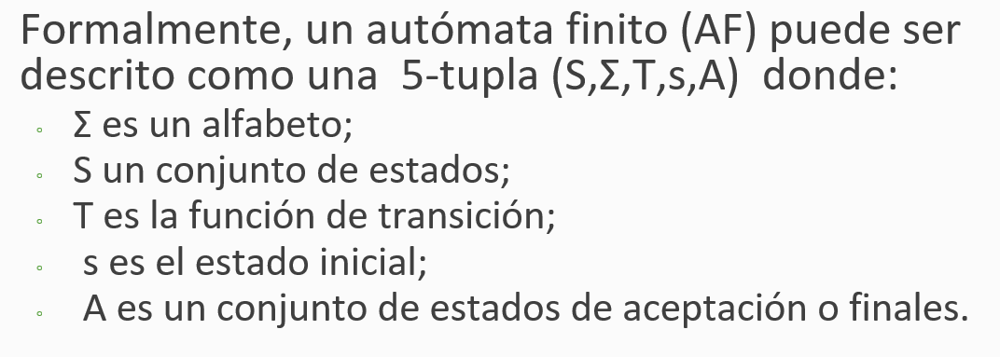 Formalmente, un autómata finito (AF) puede ser
descrito como una 5-tupla (S,Σ,T,s,A) donde:
◦ Σ es un alfabeto;
◦ S un conjunto de estados;
◦ T es la función de transición;
◦ s es el estado inicial;
◦ A es un conjunto de estados de aceptación o finales.